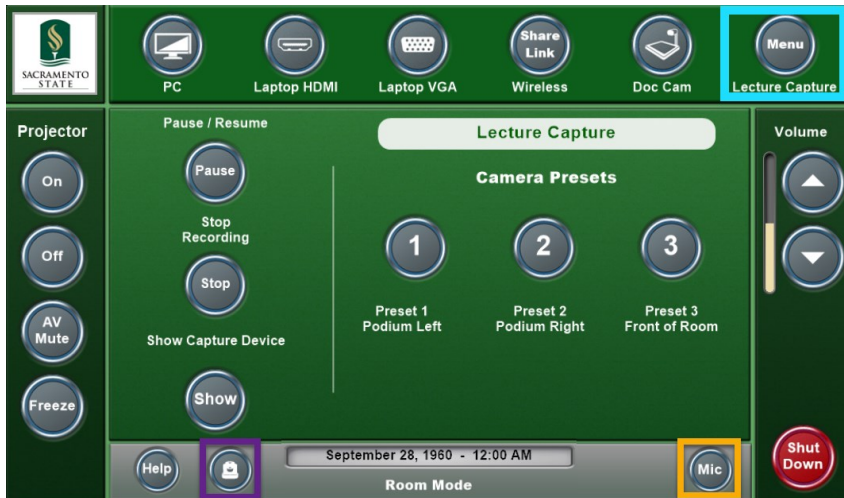 SACRAMENTO
STATE
PC
Laptop HDMI
Laptop VGA
Share
Link
Wireless
Doc Cam
Menu
Lecture Capture
Projector
On
Off
AV
Mute
Freeze
Pause / Resume
Pause
Stop
Recording
Stop
Show Capture Device
Show
Lecture Capture
Camera Presets
1
2
3
Preset 1
Podium Left
Preset 2
Podium Right
Preset 3
Front of Room
Volume
Shut
Down
Help
September 28, 1960 - 12:00 AM
Room Mode
Mic